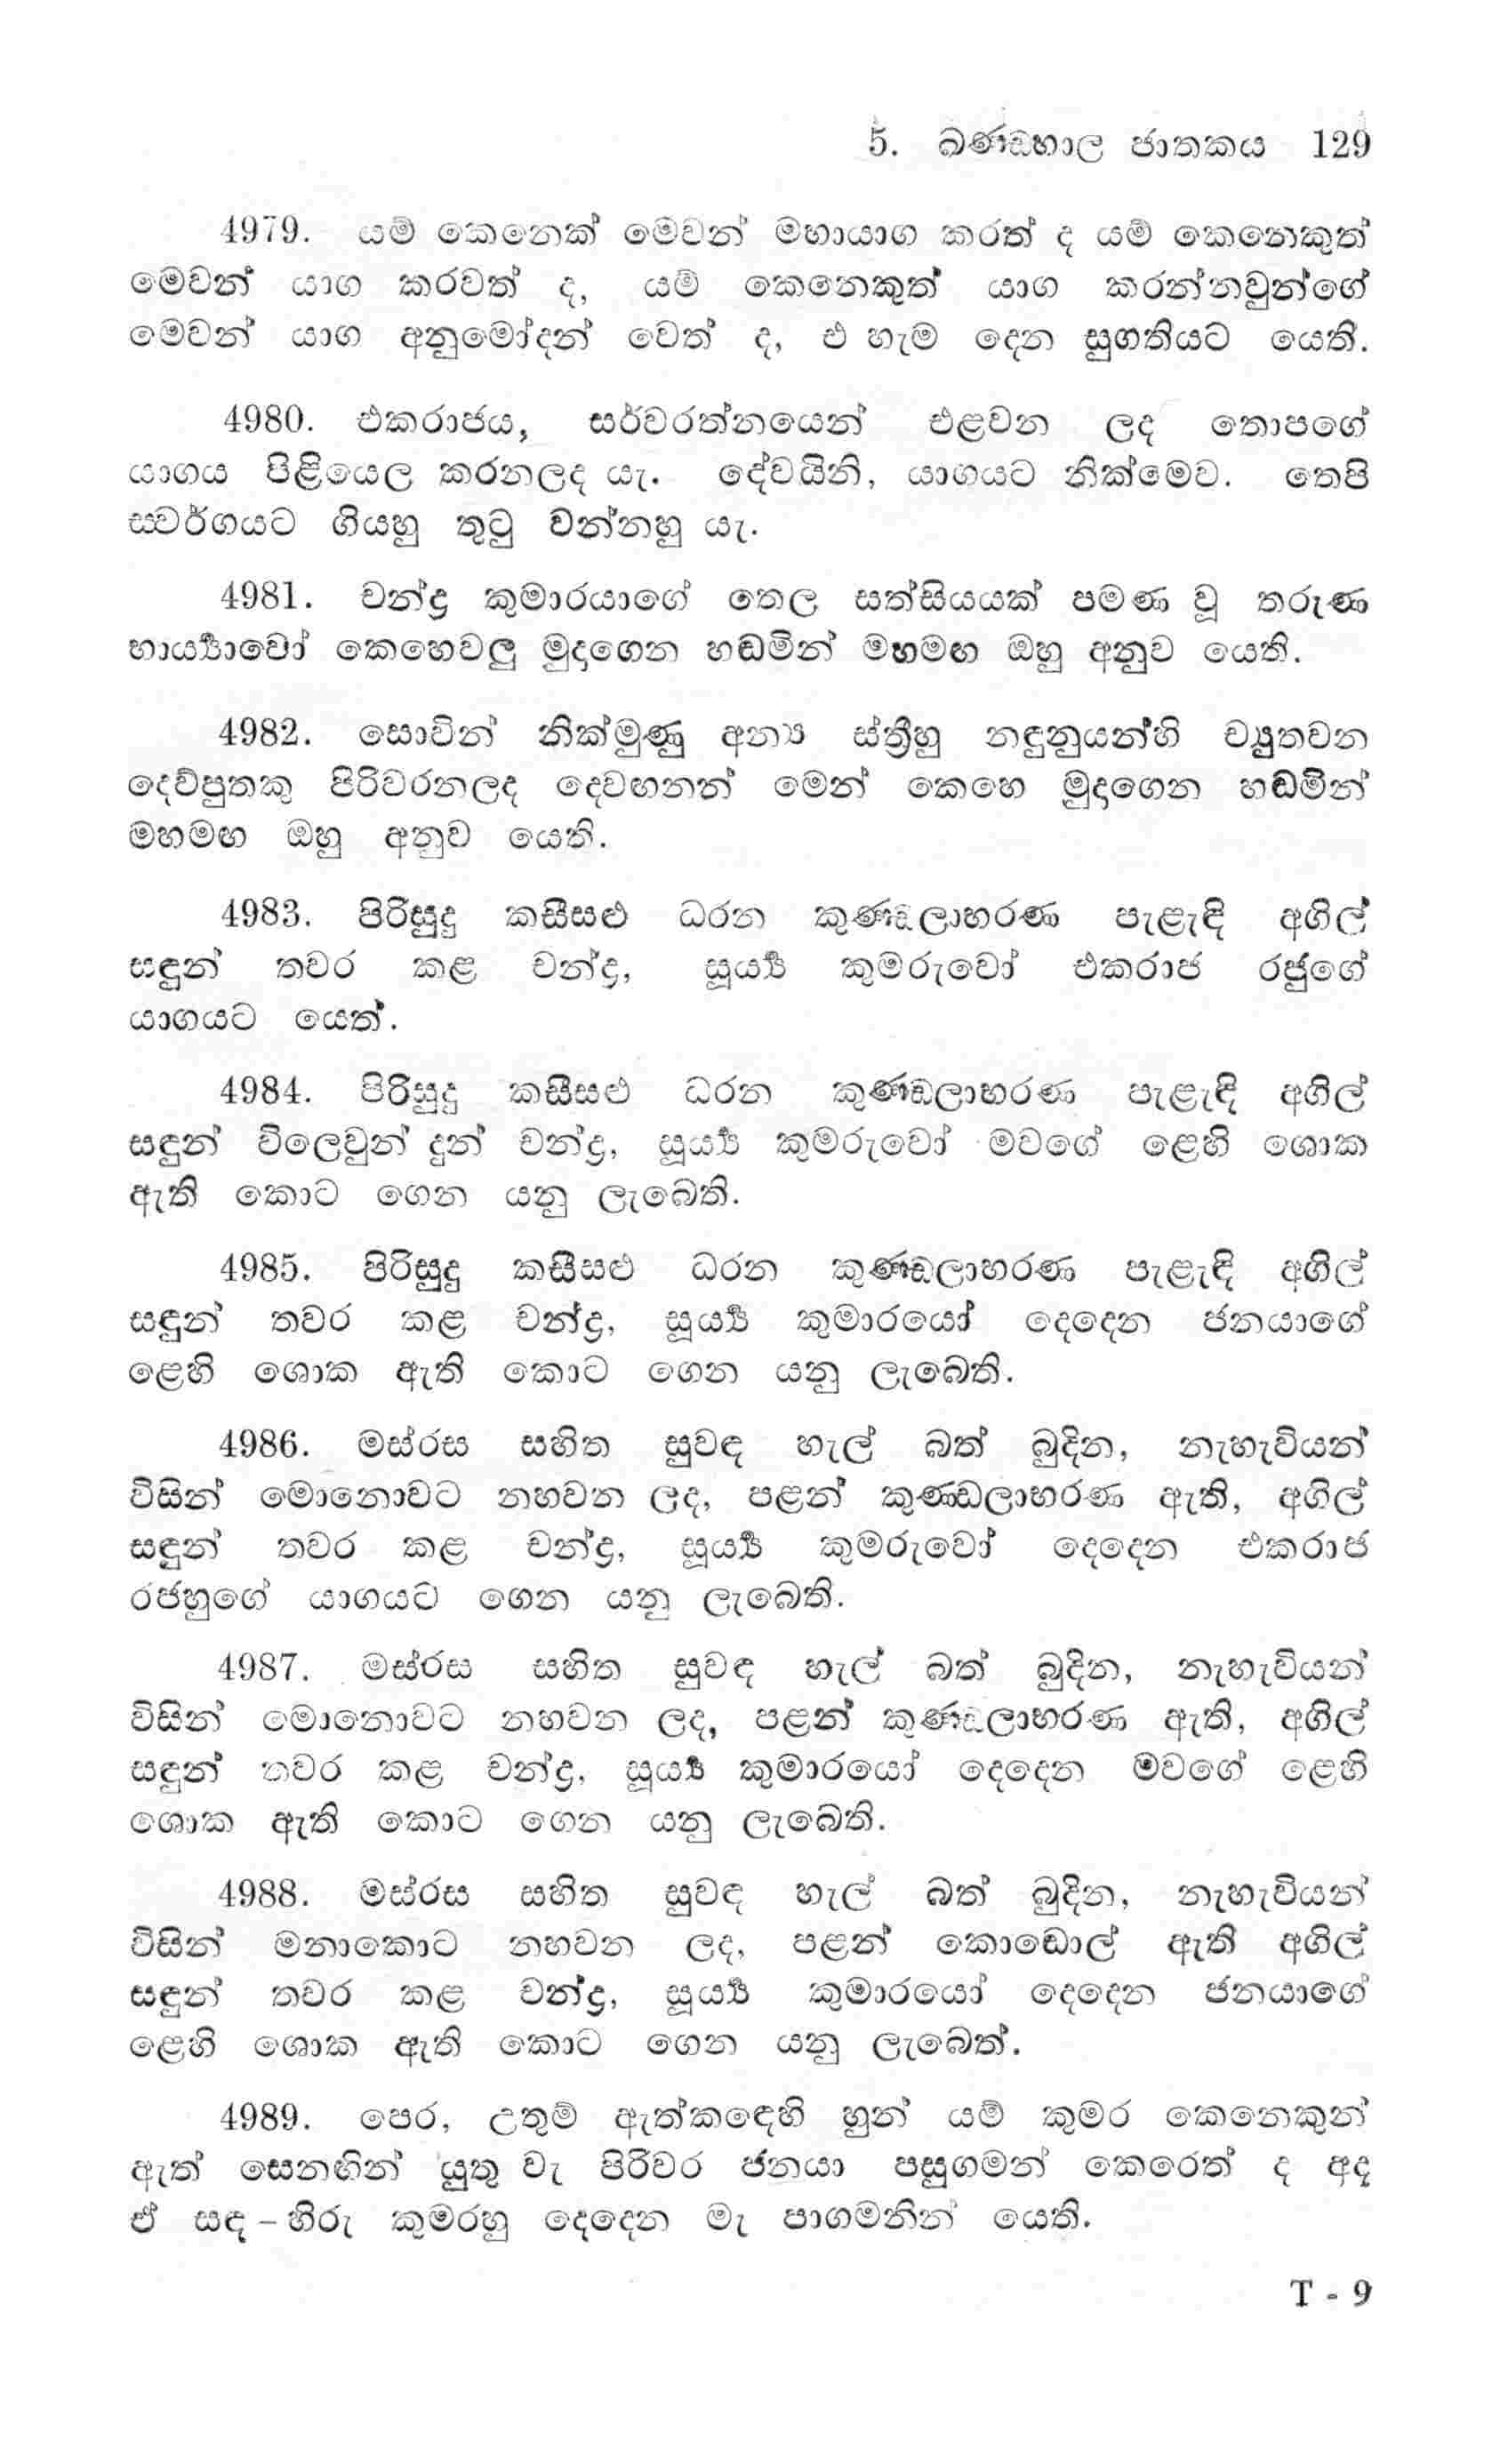 5. ඛණ්ඩහාල ජාතකය 129
4979. යම් කෙනෙක් මෙවන් මහායාග කරත් ද යම් කෙනෙකුත්
මෙවන් යාග කරවත් ද, යම් කෙනෙකුත් යාග කරන්නවුන්ගේ
මෙවන් යාග අනුමෝදන් වෙත් ද, එ හැම දෙන සුගතියට යෙති.
4980. එකරාජය, සර්වරත්නයෙන් එළවන ලද තොපගේ
යාගය පිළියෙල කරනලද යැ. දේවයිනි, යාගයට නික්මෙව. තෙපි
ස්වර්ගයට ගියහු තුටු වන්නහු යැ.
4981. චන්ද්‍ර කුමාරයාගේ තෙල සත්සියයක් පමණ වූ තරුණ
භාර්‍ය්‍යාවෝ කෙහෙවලු මුදාගෙන හඬමින් මහමඟ ඔහු අනුව යෙති.
4982. සොවින් නික්මුණු අන්‍ය ස්ත්‍රීහු නඳුනුයන්හි ච්‍යුතවන
දෙව්පුතකු පිරිවරනලද දෙවඟනන් මෙන් කෙහෙ මුදාගෙන හඬමින්
මහමඟ ඔහු අනුව යෙති.
4983. පිරිසුදු කසීසළු ධරන කුණ්ඩලාභරණ පැළැඳි අගිල්
සඳුන් තවර කළ චන්ද්‍ර, සූර්‍ය්‍ය කුමරුවෝ එකරාජ රජුගේ
යාගයට යෙත්.
4984. පිරිසුදු කසීසළු ධරන කුණ්ඩලාභරණ පැළැඳි අගිල්
සඳුන් විලෙවුන් දුන් චන්ද්‍ර, සූර්‍ය්‍ය කුමරුවෝ මවගේ ළෙහි ශොක
ඇති කොට ගෙන යනු ලැබෙති.
4985. පිරිසුදු කසීසළු ධරන කුණ්ඩලාභරණ පැළැඳි අගිල්
සඳුන් තවර කළ චන්ද්‍ර, සූර්‍ය්‍ය කුමාරයෝ දෙදෙන ජනයාගේ
ළෙහි ශොක ඇති කොට ගෙන යනු ලැබෙති.
4986. මස්රස සහිත සුවඳ හැල් බත් බුදින, නැහැවියන්
විසින් මොනොවට නහවන ලද, පළන් කුණ්ඩලාභරණ ඇති, අගිල්
සඳුන් තවර කළ චන්ද්‍ර, සූර්‍ය්‍ය කුමරුවෝ දෙදෙන එකරාජ
රජහුගේ යාගයට ගෙන යනු ලැබෙති.
4987. මස්රස සහිත සුවඳ හැල් බත් බුදින, නැහැවියන්
විසින් මොනොවට නහවන ලද, පළන් කුණ්ඩලාභරණ ඇති, අගිල්
සඳුන් තවර කළ චන්ද්‍ර, සූර්‍ය්‍ය කුමාරයෝ දෙදෙන මවගේ ළෙහි
ශොක ඇති කොට ගෙන යනු ලැබෙති.
4988. මස්රස සහිත සුවඳ හැල් බත් බුදින, නැහැවියන්
විසින් මනාකොට නහවන ලද, පළන් කොඬොල් ඇති අගිල්
සඳුන් තවර කළ චන්ද්‍ර, සූර්‍ය්‍ය කුමාරයෝ දෙදෙන ජනයාගේ
ළෙහි ශොක ඇති කොට ගෙන යනු ලැබෙත්.
4989. පෙර, උතුම් ඇත්කඳෙහි හුන් යම් කුමර කෙනෙකුන්
ඇත් සෙනඟින් යුතු වැ පිරිවර ජනයා පසුගමන් කෙරෙත් ද අද
ඒ සඳ - හිරු කුමරහු දෙදෙන මැ පාගමනින් යෙති.
T - 9